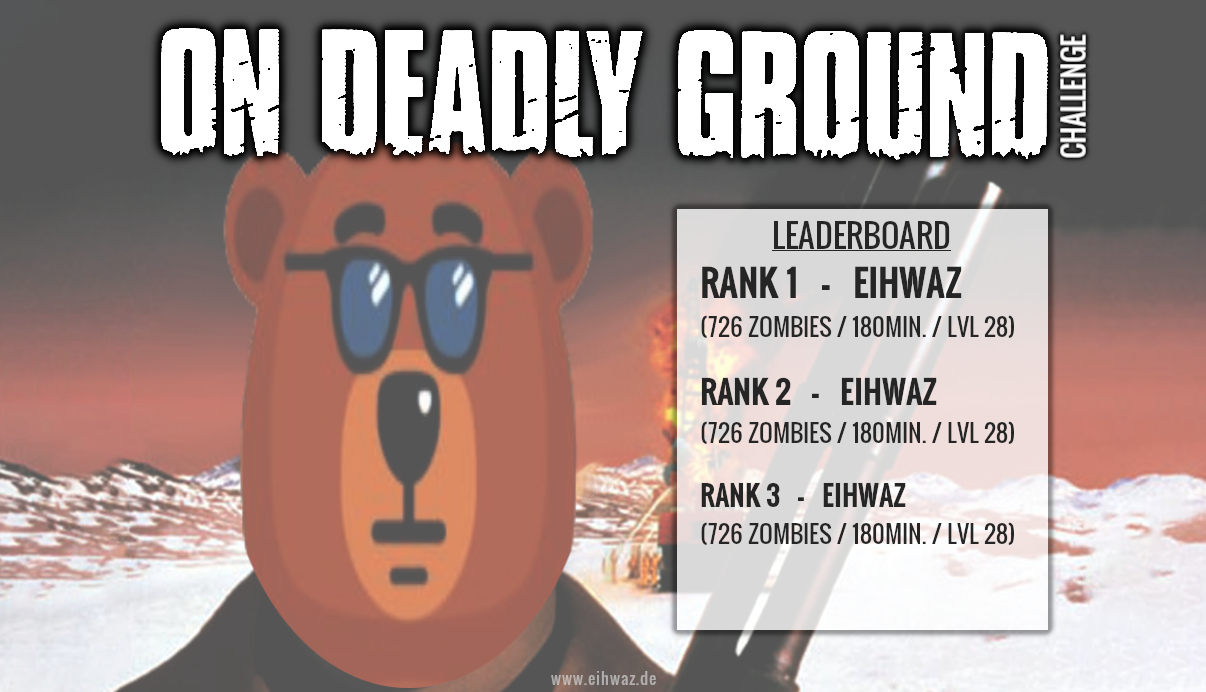 ON DEADLY GROUND
CHALLENGE
LEADERBOARD
RANK 1 - EIHWAZ
(726 ZOMBIES / 180MIN. / LVL 28)
RANK 2 - EIHWAZ
(726 ZOMBIES / 180MIN. / LVL 28)
RANK 3 - EIHWAZ
(726 ZOMBIES / 180MIN. / LVL 28)
www.eihwaz.de